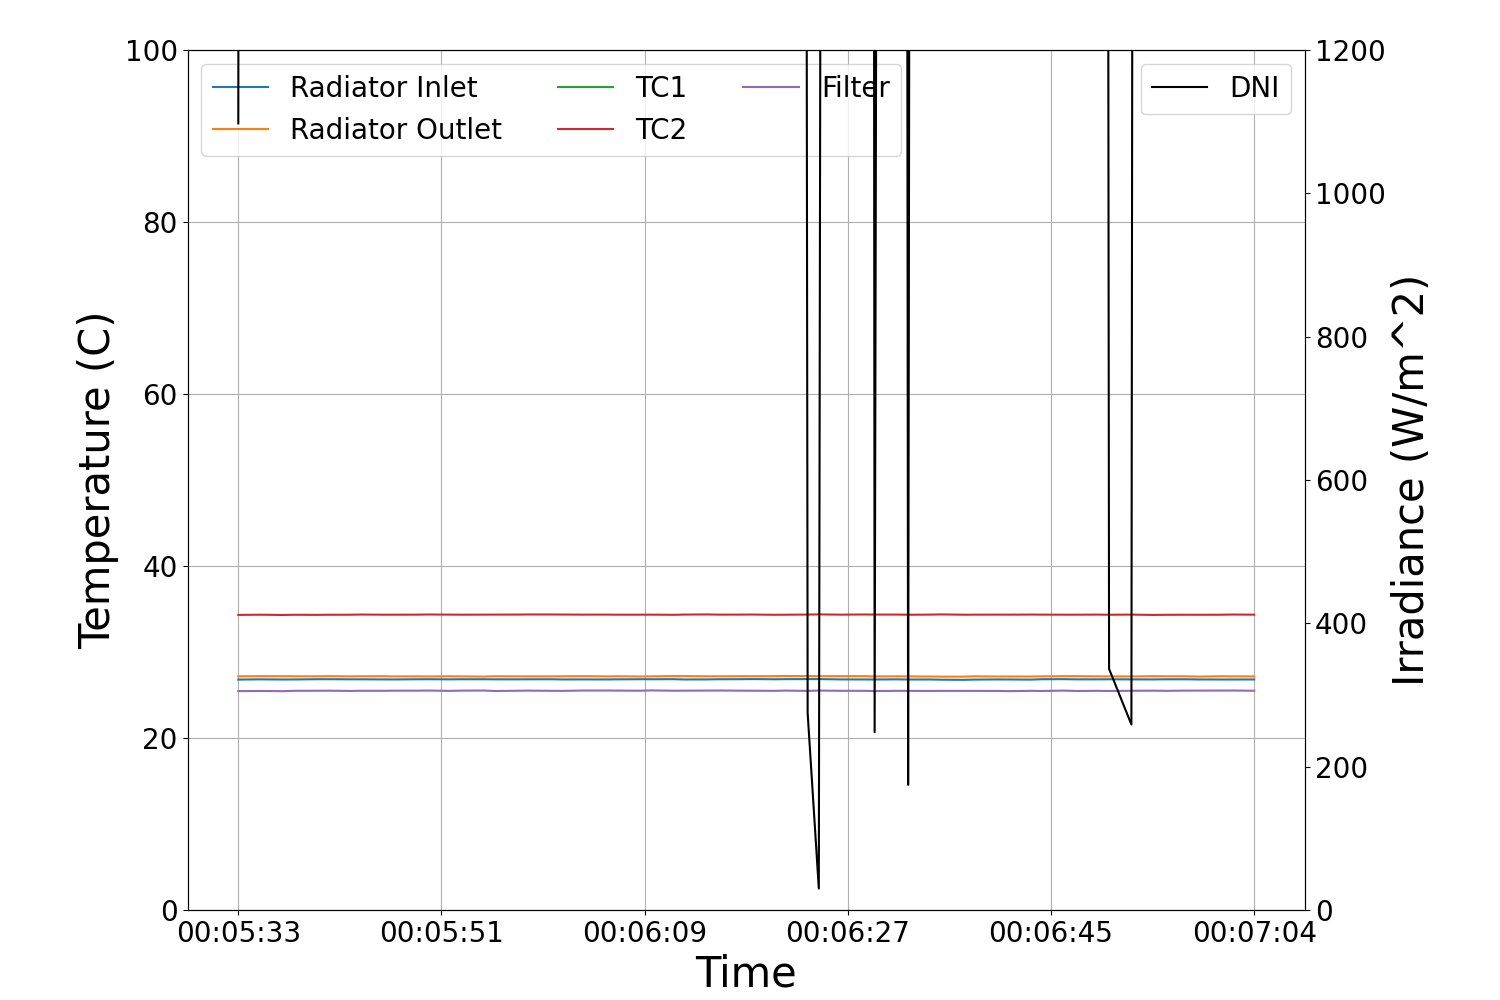 100
80
60
40
20
0
Temperature (C)
Radiator Inlet
Radiator Outlet
TC1
TC2
Filter
DNI
1200
1000
800
600
400
200
0
Irradiance (W/m^2)
00:05:33 00:05:51 00:06:09 00:06:27 00:06:45 00:07:04
Time